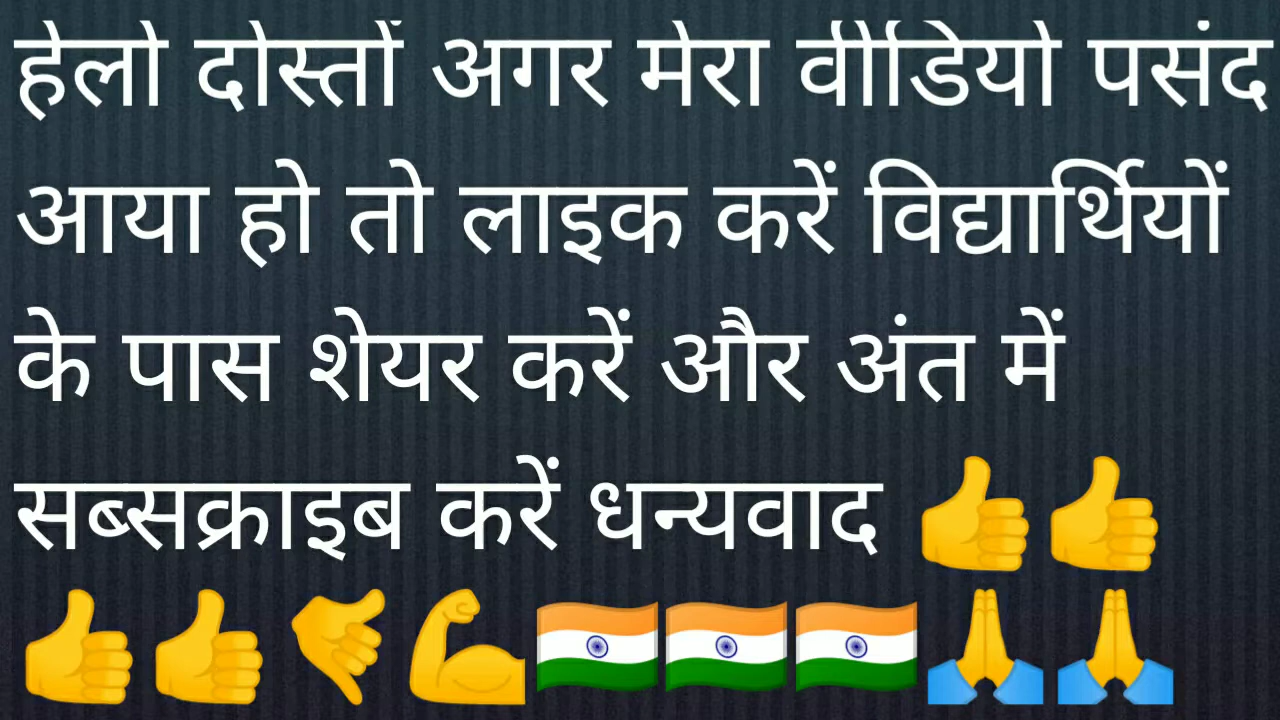 हेलो दोस्तों अगर मेरा वीडियो पसंद
आया हो तो लाइक करें विद्यार्थियों
के पास शेयर करें और अंत में
सब्सक्राइब करें धन्यवाद 👍👍
👍👍🤙💪🇮🇳🇮🇳🇮🇳🙏🙏